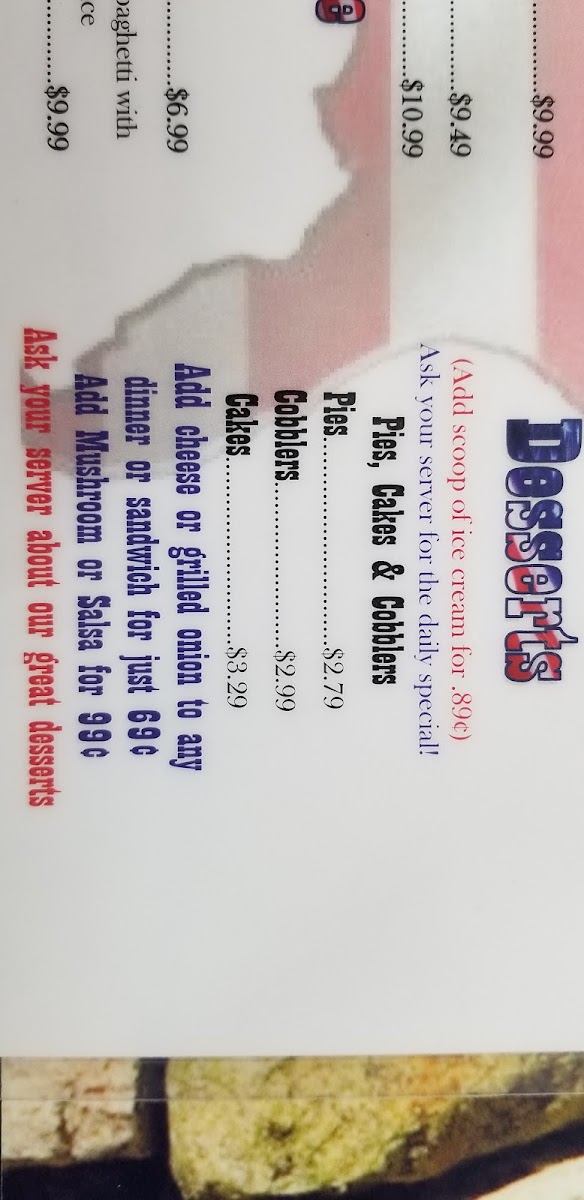 $9.99
$9.49
$10.99
e
$6.99
with
$9.99
Desserts
(Add scoop of ice cream for .89¢)
Ask your server for the daily special!
Pies, Cakes & Cobblers
Pies..............................$2.79
Cobblers........................$2.99
Cakes...........................$3.29
Add cheese or grilled onion to any
dinner or sandwich for just 69¢
Add Mushroom or Salsa for 99¢
Ask your server about our great desserts